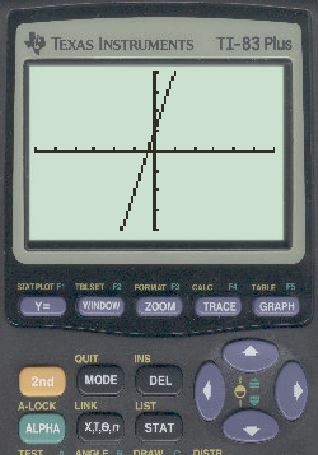 TEXAS INSTRUMENTS TI-83 Plus
STAT PLOT F1 TBLSET F2 FORMAT F3 CALC F4 TABLE F5
Y= WINDOW ZOOM TRACE GRAPH
QUIT INS
2nd MODE DEL
A-LOCK LINK LIST
ALPHA X,T,θ,n STAT
TEST A ANGLE B DRAW C DISTR